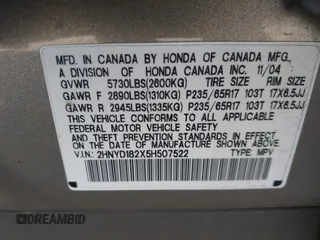 MFD. IN CANADA BY HONDA OF CANADA MFG.,
A DIVISION OF HONDA CANADA INC. 11/04
GVWR 5730LBS(2600KG) TIRE SIZE RIM SIZE
GAWR F 2890LBS(1310KG) P235/65R17 103T 17X6.5JJ
GAWR R 2945LBS(1335KG) P235/65R17 103T 17X6.5JJ
THIS VEHICLE CONFORMS TO ALL APPLICABLE
FEDERAL MOTOR VEHICLE SAFETY AND THEFT
PREVENTION STANDARDS IN EFFECT ON THE DATE
OF MANUFACTURE SHOWN ABOVE.
V.I.N.: 2HNYD182X5H507522 TYPE: MPV
DREAMBID